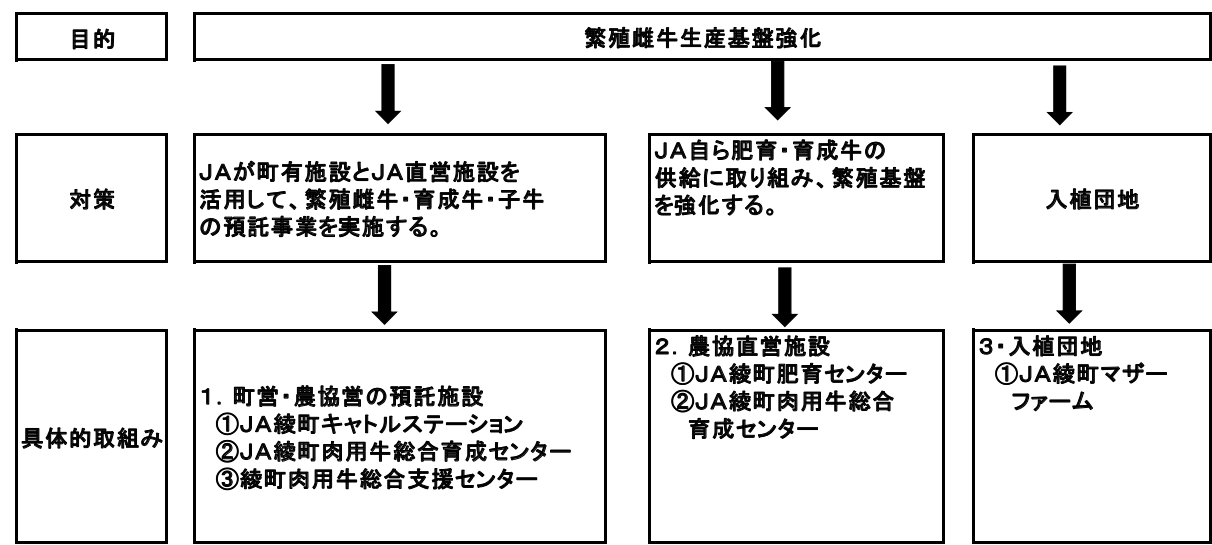 目的
繁殖雌牛生産基盤強化
対策
ＪＡが町有施設とＪＡ直営施設を
活用して、繁殖雌牛・育成牛・子牛
の預託事業を実施する。
ＪＡ自ら肥育・育成牛の
供給に取り組み、繁殖基盤
を強化する。
入植団地
具体的取組み
１．町営・農協営の預託施設
①ＪＡ綾町キャトルステーション
②ＪＡ綾町肉用牛総合育成センター
③綾町肉用牛総合支援センター
２．農協直営施設
①ＪＡ綾町肥育センター
②ＪＡ綾町肉用牛総合
育成センター
３・入植団地
①ＪＡ綾町マザー
ファーム